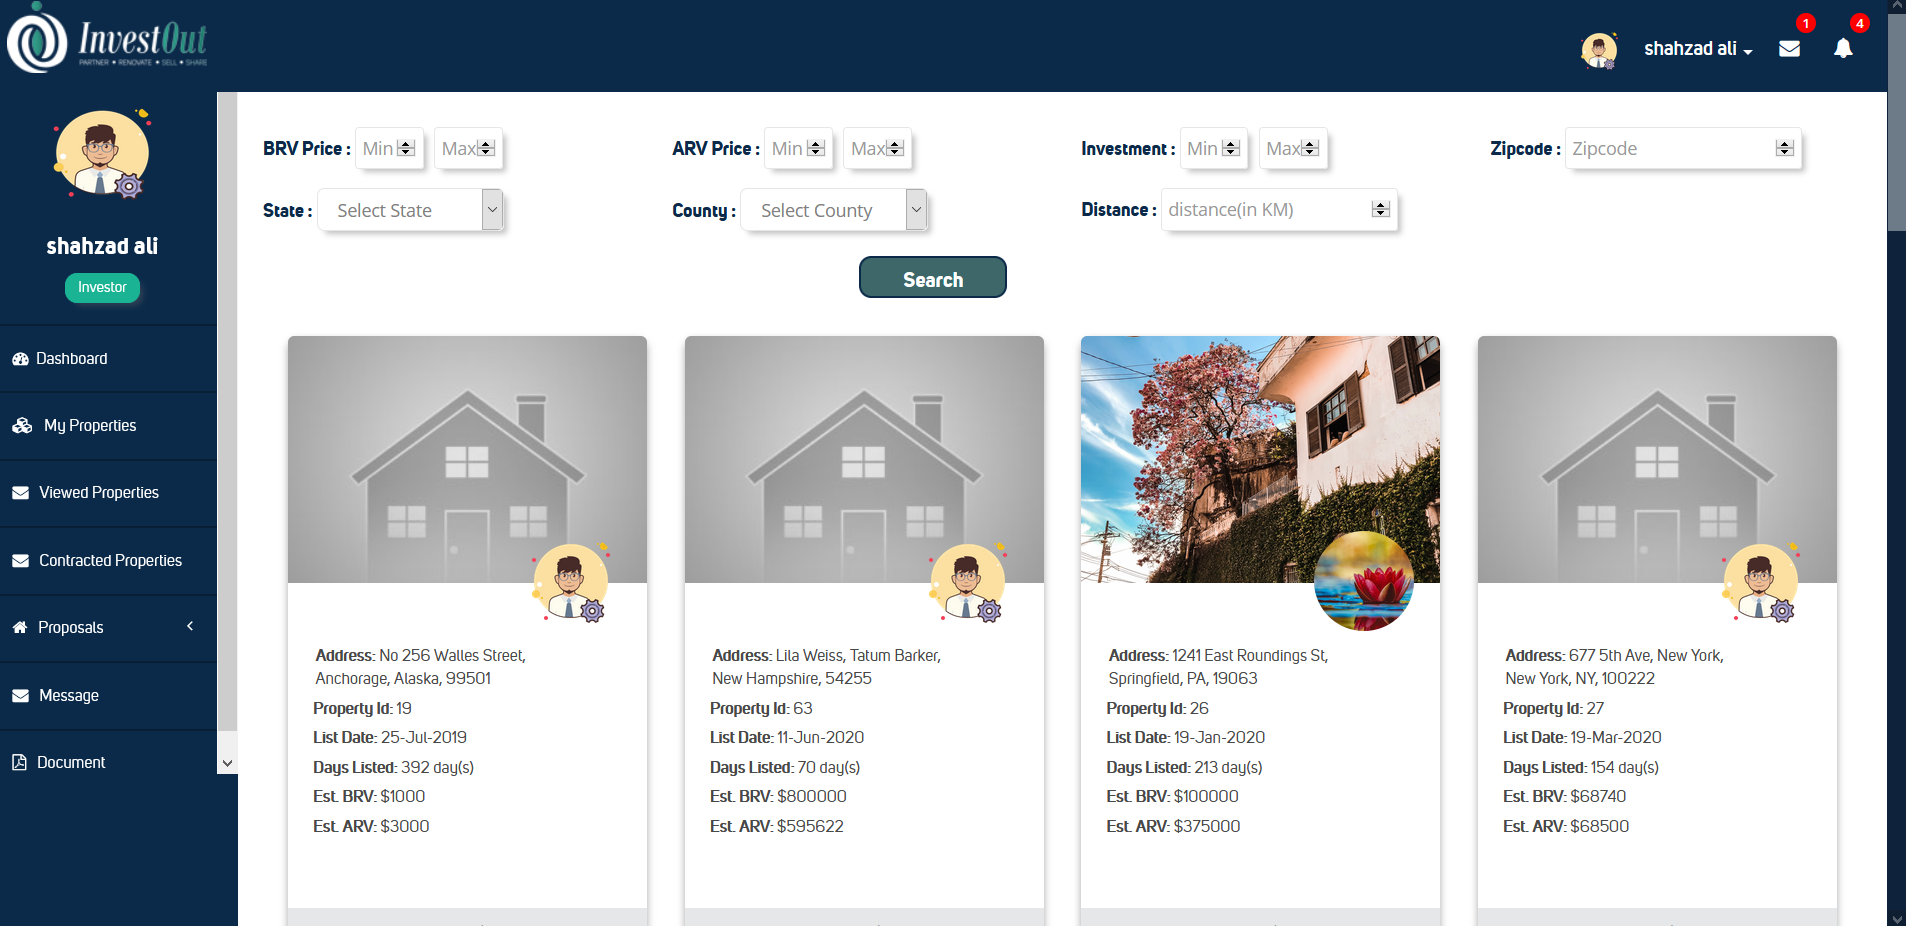 InvestOut
PARTNER • RENOVATE • SELL • SHARE
shahzad ali
1
4
shahzad ali
Investor
Dashboard
My Properties
Viewed Properties
Contracted Properties
Proposals
Message
Document
BRV Price : Min Max
ARV Price : Min Max
Investment : Min Max
Zipcode : Zipcode
State : Select State
County : Select County
Distance : distance(in KM)
Search
Address: No 256 Walles Street,
Anchorage, Alaska, 99501
Property Id: 19
List Date: 25-Jul-2019
Days Listed: 392 day(s)
Est. BRV: $1000
Est. ARV: $3000
Address: Lila Weiss, Tatum Barker,
New Hampshire, 54255
Property Id: 63
List Date: 11-Jun-2020
Days Listed: 70 day(s)
Est. BRV: $800000
Est. ARV: $595622
Address: 1241 East Roundings St,
Springfield, PA, 19063
Property Id: 26
List Date: 19-Jan-2020
Days Listed: 213 day(s)
Est. BRV: $100000
Est. ARV: $375000
Address: 677 5th Ave, New York,
New York, NY, 100222
Property Id: 27
List Date: 19-Mar-2020
Days Listed: 154 day(s)
Est. BRV: $68740
Est. ARV: $68500